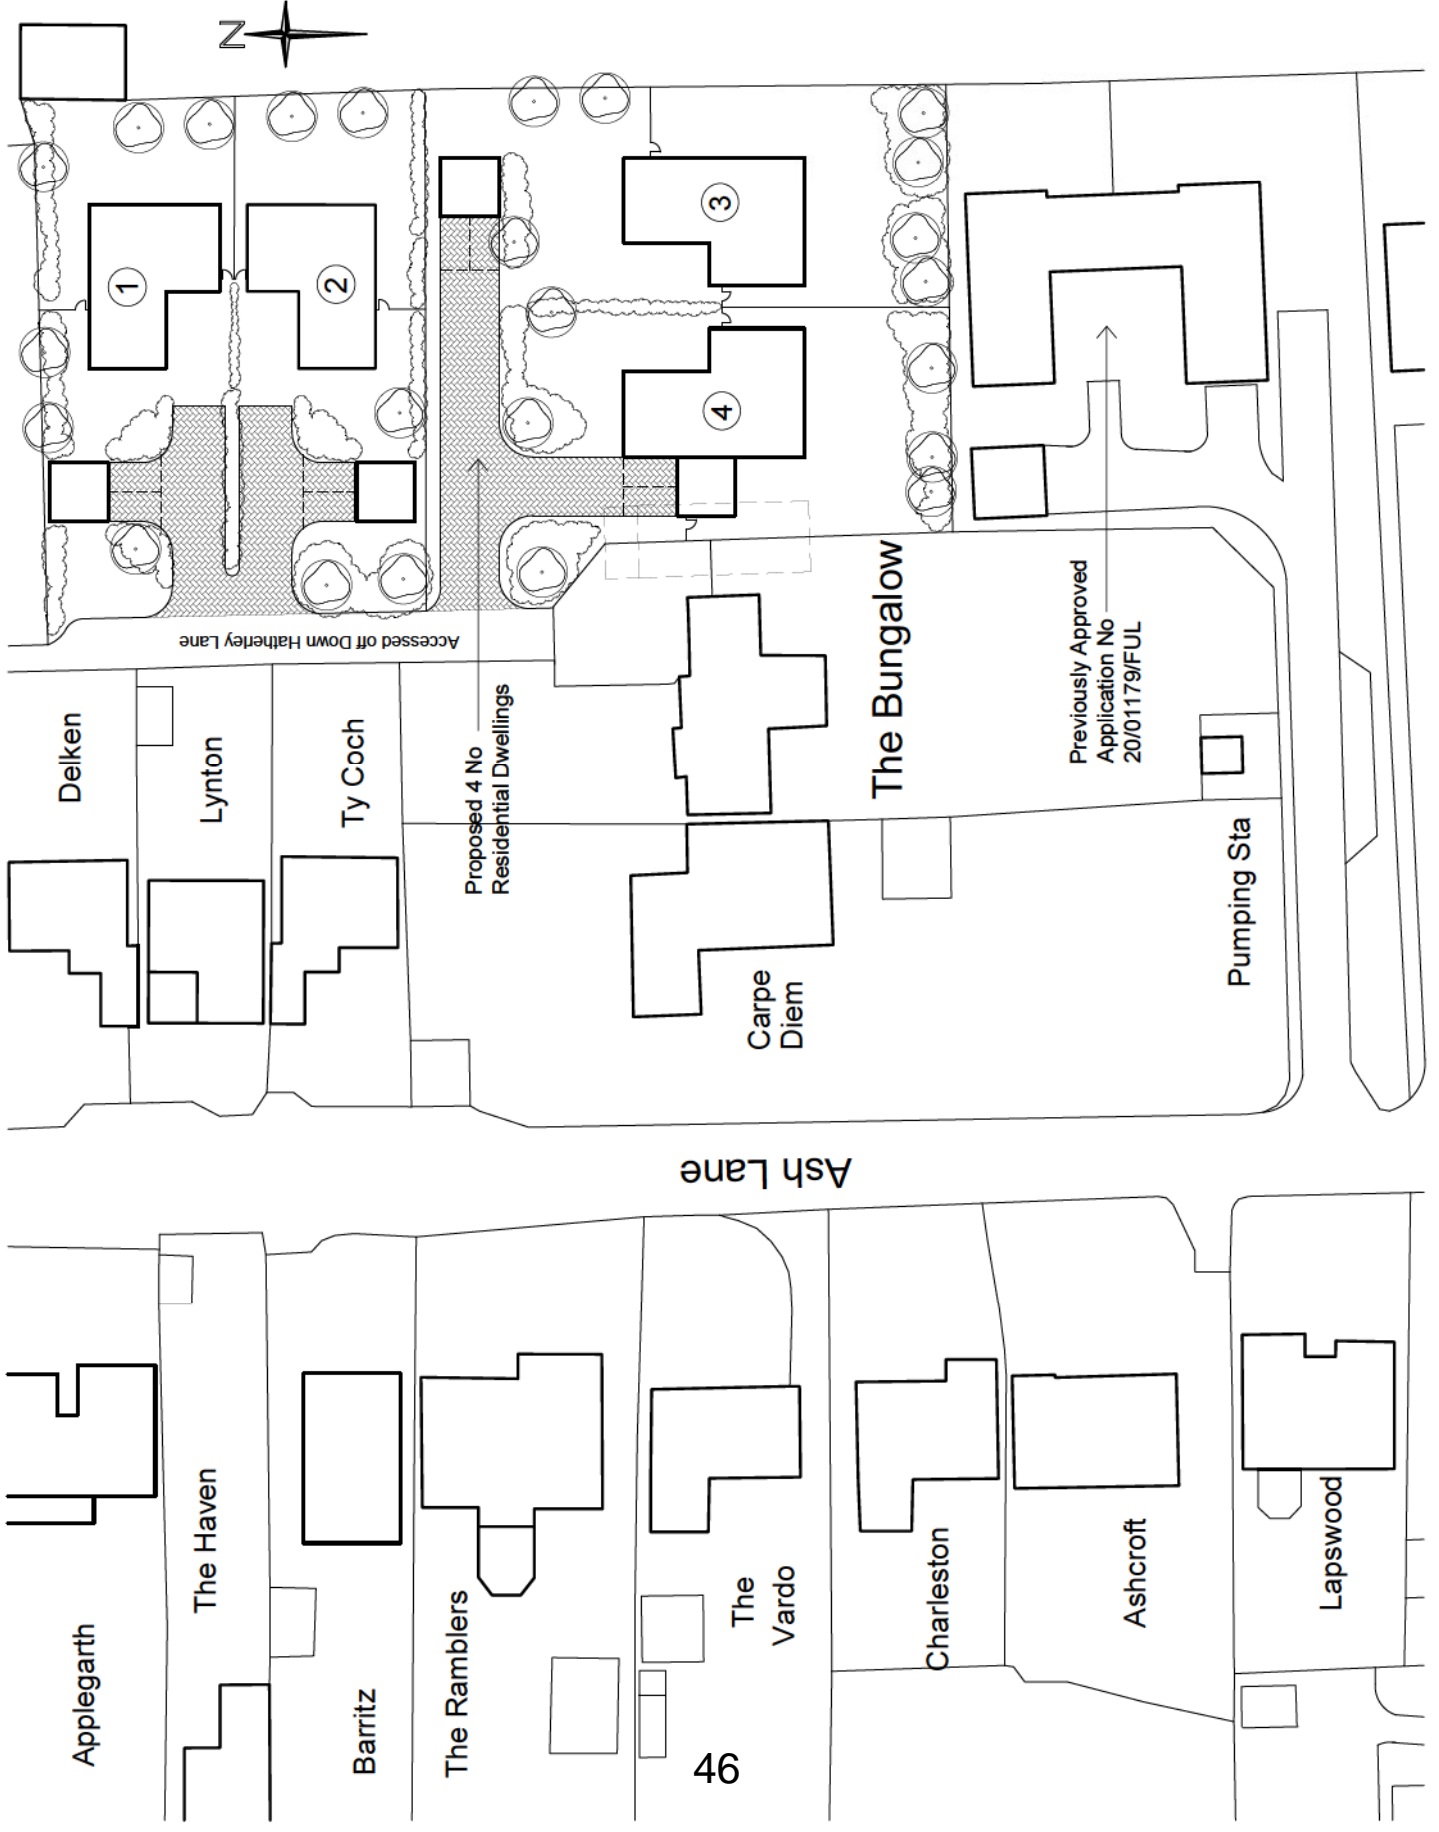 N
1
2
3
4
Accessed off Down Hatherley Lane
Delken
Lynton
Ty Coch
Proposed 4 No
Residential Dwellings
The Bungalow
Previously Approved
Application No
20/01179/FUL
Carpe
Diem
Pumping Sta
Ash Lane
Applegarth
The Haven
Barritz
The Ramblers
The
Vardo
Charleston
Ashcroft
Lapswood
46